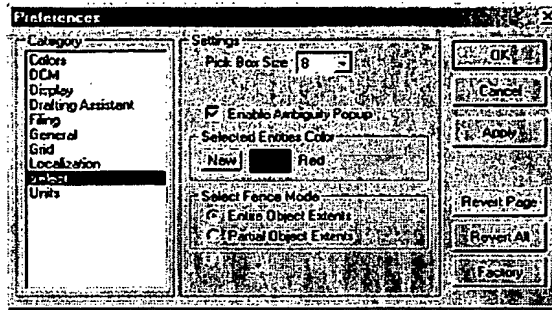 Preferences
Category
Colors
DCM
Display
Drafting Assistant
Filing
General
Grid
Localization
Select
Units
Settings
Pick Box Size 8
Enable Ambiguity Popup
Selected Entities Color
New Red
Select Fence Mode
Entire Object Extents
Partial Object Extents
OK
Cancel
Apply
Revert Page
Revert All
Factory